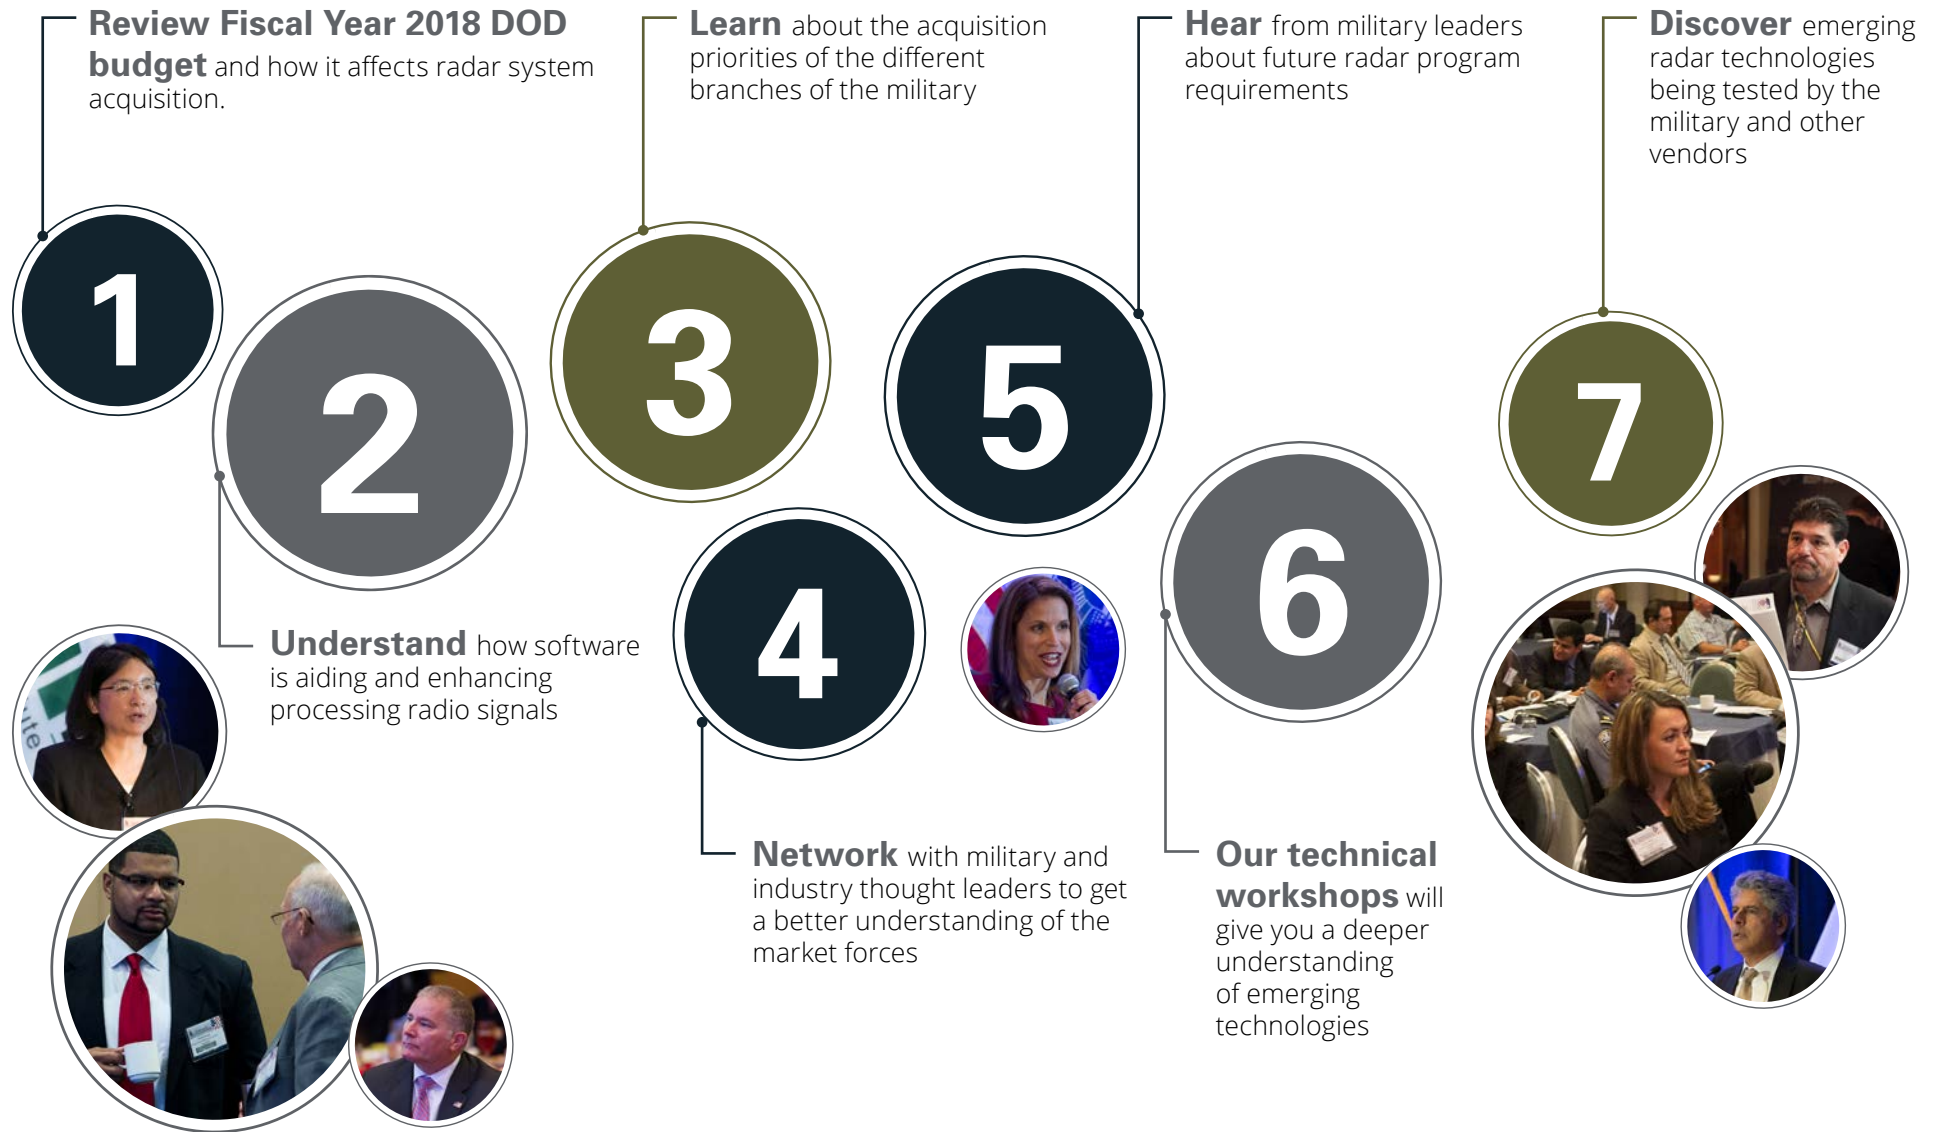 Review Fiscal Year 2018 DOD
budget and how it affects radar system
acquisition.
1
2
Understand how software
is aiding and enhancing
processing radio signals
Learn about the acquisition
priorities of the different
branches of the military
3
4
Network with military and
industry thought leaders to get
a better understanding of the
market forces
Hear from military leaders
about future radar program
requirements
5
6
Our technical
workshops will
give you a deeper
understanding
of emerging
technologies
Discover emerging
radar technologies
being tested by the
military and other
vendors
7
ute